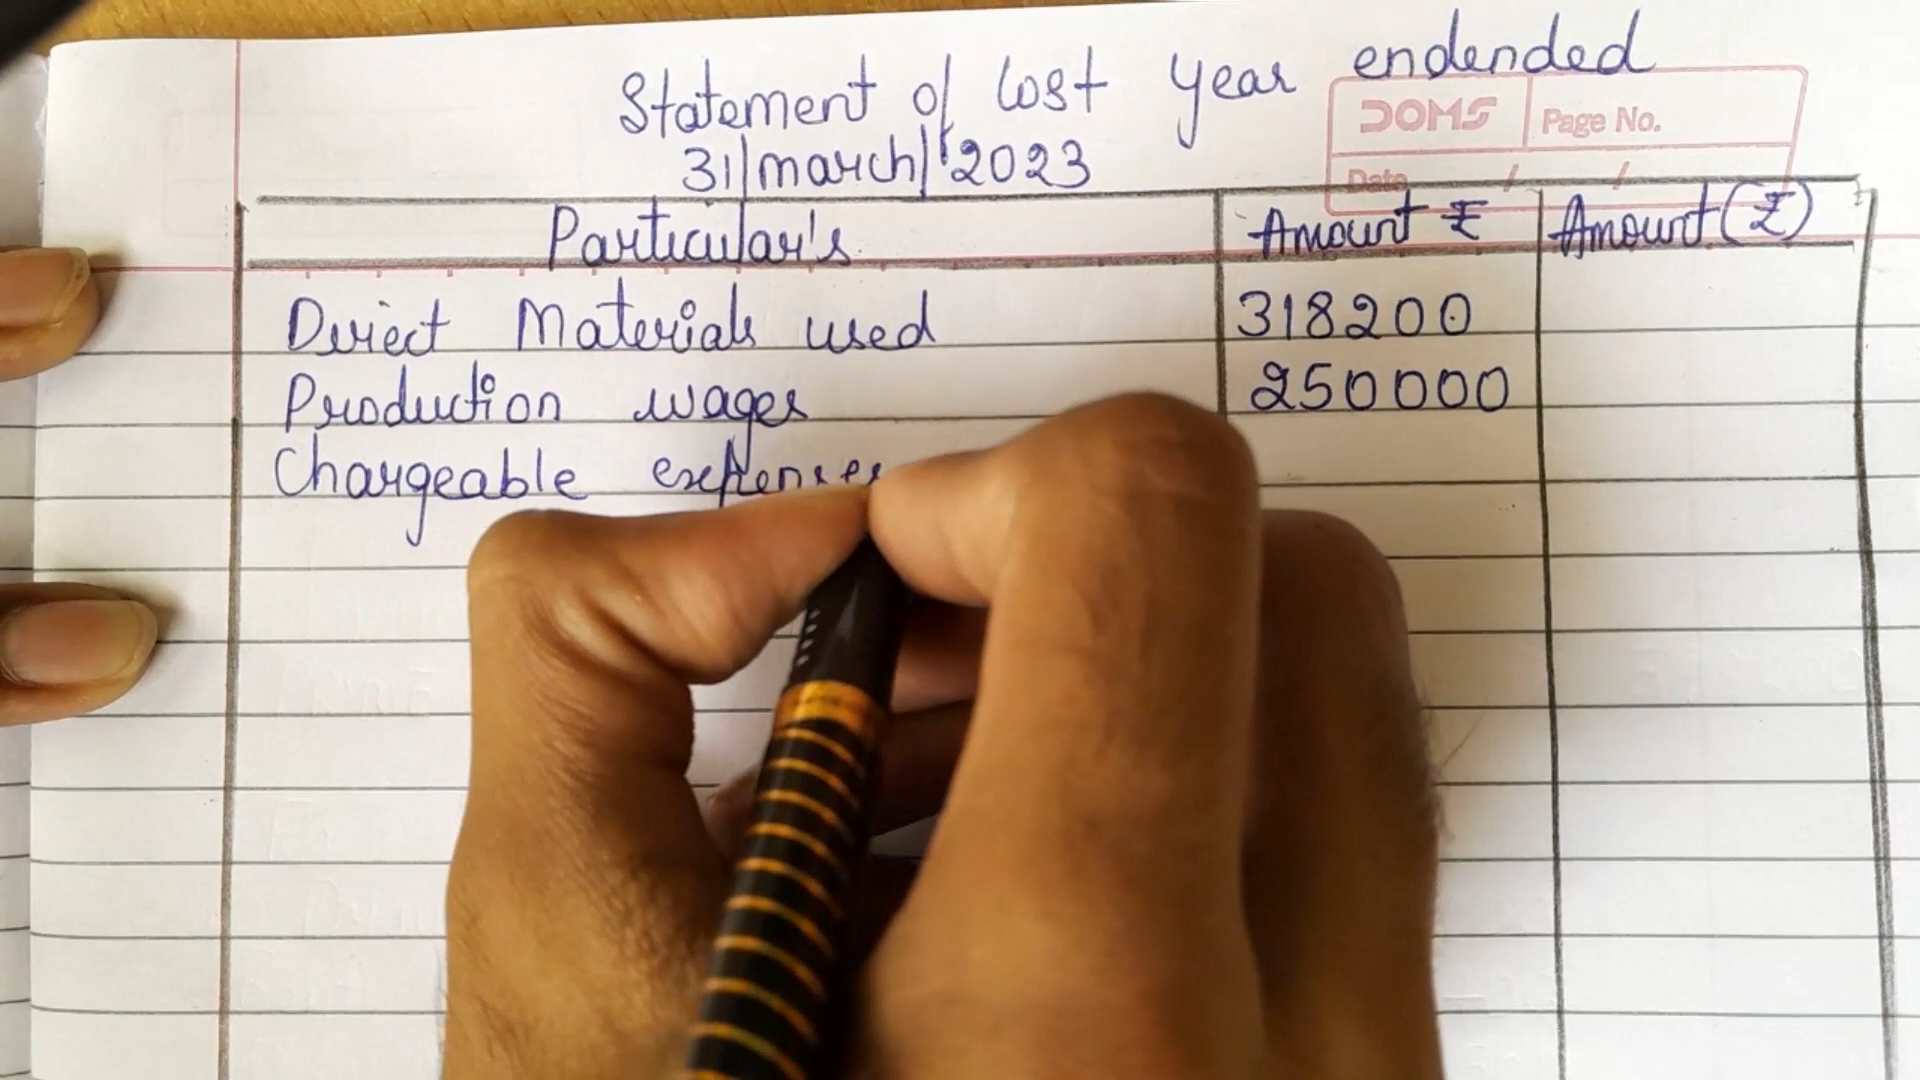 Statement of Cost Year endended
31/march/2023
DOMS Page No.
Date / /
Particular's Amount ₹ Amount (₹)
Direct Materials used 318200
Production wages 250000
Chargeable expenses